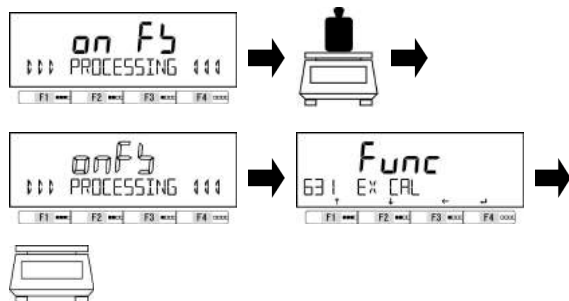 on FS
PROCESSING
F1 F2 F3 F4
onFS
PROCESSING
Func
631 Ex CAL
F1 F2 F3 F4
F1 F2 F3 F4